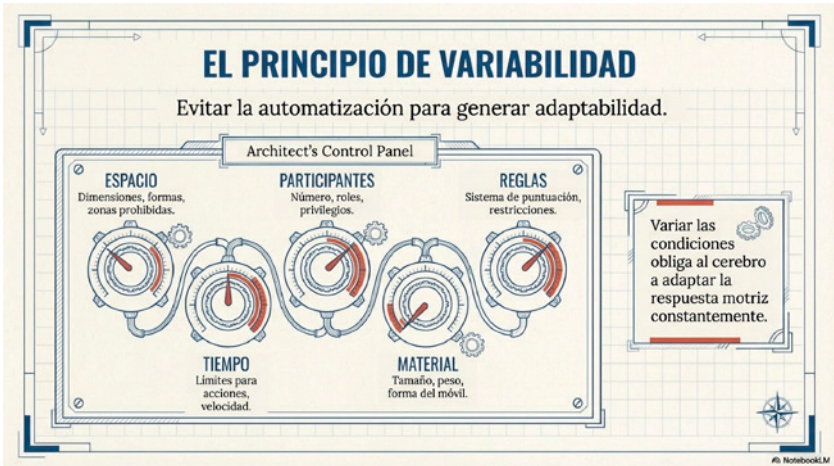 EL PRINCIPIO DE VARIABILIDAD
Evitar la automatización para generar adaptabilidad.
Architect's Control Panel
ESPACIO
Dimensiones, formas,
zonas prohibidas.
PARTICIPANTES
Número, roles,
privilegios.
REGLAS
Sistema de puntuación,
restricciones.
TIEMPO
Límites para
acciones,
velocidad.
MATERIAL
Tamaño, peso,
forma del móvil.
Variar las
condiciones
obliga al cerebro
a adaptar la
respuesta motriz
constantemente.
NotebookLM